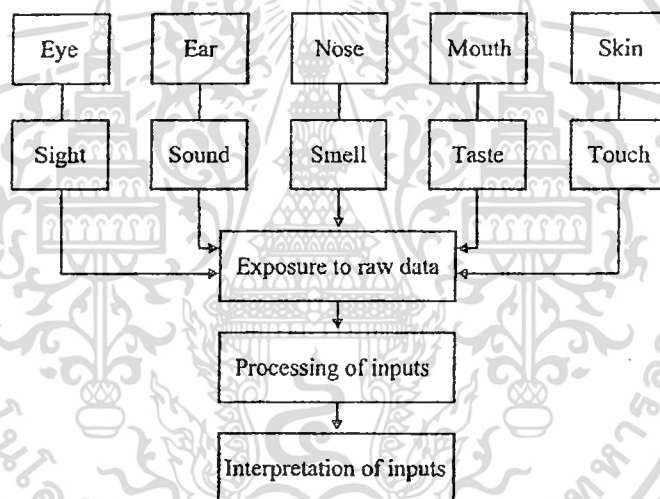 Eye Ear Nose Mouth Skin
Sight Sound Smell Taste Touch
Exposure to raw data
Processing of inputs
Interpretation of inputs